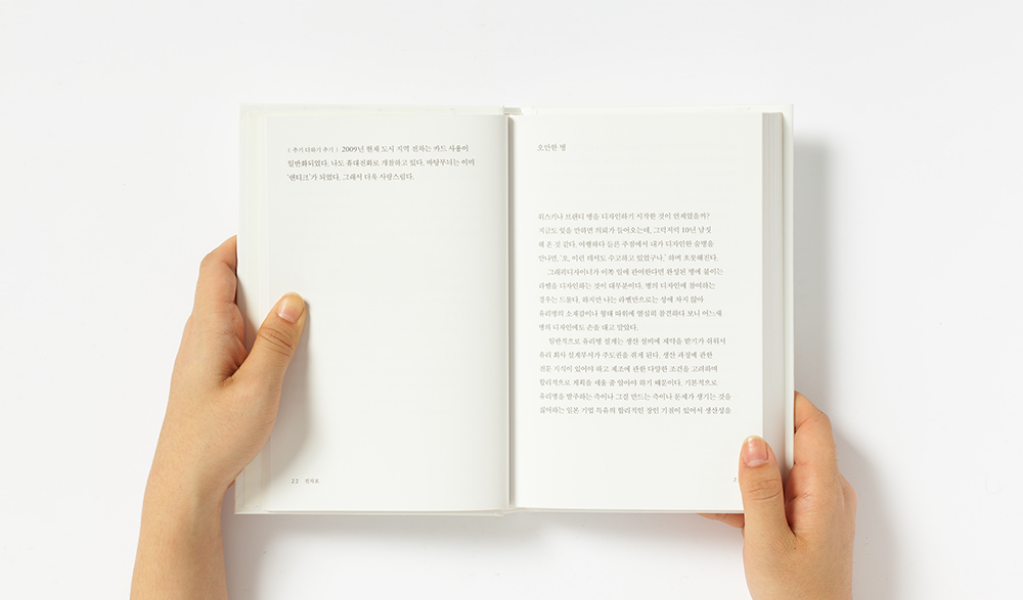 ( 추기 더하기 추기 ) 2009년 현재 도시 지역 전차는 카드 사용이
일반화되었다. 나도 휴대전화로 개찰하고 있다. 바탕무늬는 이미
'앤티크'가 되었다. 그래서 더욱 사랑스럽다.
22
오만한 병
위스키나 브랜디 병을 디자인하기 시작한 것이 언제였을까?
지금도 잊을 만하면 의뢰가 들어오는데, 그럭저럭 10년 남짓
해 온 것 같다. 여행하다 들른 주점에서 내가 디자인한 술병을
만나면, '오, 이런 데서도 수고하고 있었구나.' 하며 흐뭇해진다.
그래픽디자이너가 이쪽 일에 관여한다면 완성된 병에 붙이는
라벨을 디자인하는 것이 대부분이다. 병의 디자인에 참여하는
경우는 드물다. 하지만 나는 라벨만으로는 성에 차지 않아
유리병의 소재감이나 형태 따위에 열심히 참견하다 보니 어느새
병의 디자인에도 손을 대고 말았다.
일반적으로 유리병 설계는 생산 설비에 제약을 받기가 쉬워서
유리 회사 설계부서가 주도권을 쥐게 된다. 생산 과정에 관한
전문 지식이 있어야 하고 제조에 관한 다양한 조건을 고려하며
합리적으로 계획을 세울 줄 알아야 하기 때문이다. 기본적으로
유리병을 발주하는 측이나 그걸 만드는 측이나 문제가 생기는 것을
싫어하는 일본 기업 특유의 합리적인 장인 기질이 있어서 생산성을